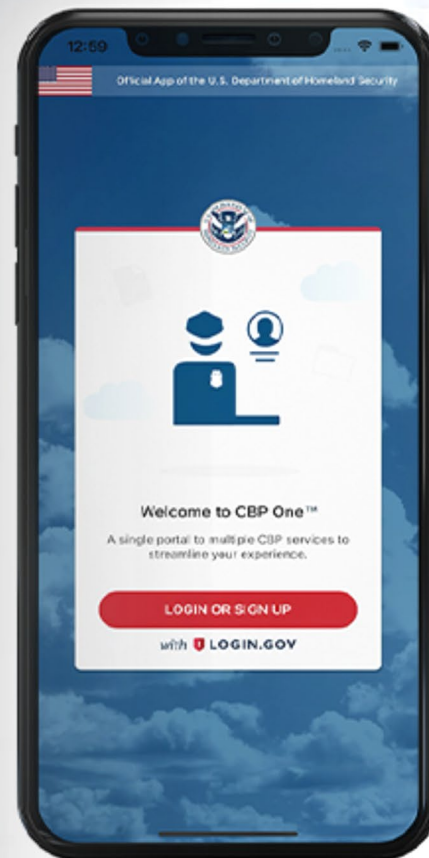 12:59
Official App of the U.S. Department of Homeland Security
Welcome to CBP One™
A single portal to multiple CBP services to
streamline your experience.
LOGIN OR SIGN UP
with LOGIN.GOV